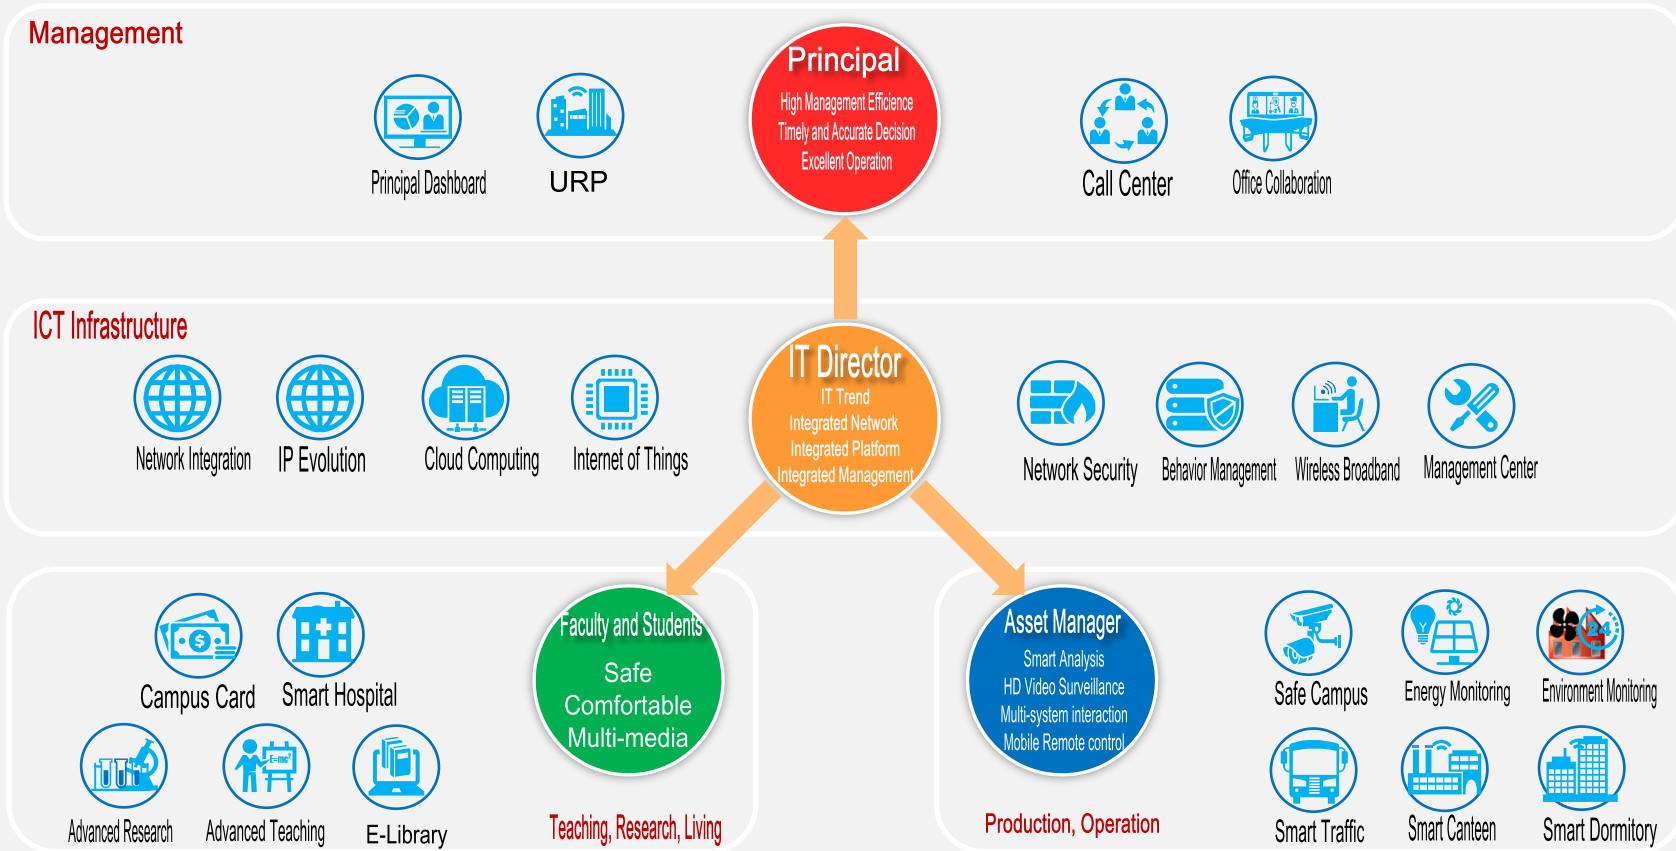 Management
Principal
High Management Efficience
Timely and Accurate Decision
Excellent Operation
Principal Dashboard
URP
Call Center
Office Collaboration
ICT Infrastructure
IT Director
IT Trend
Integrated Network
Integrated Platform
Integrated Management
Network Integration
IP Evolution
Cloud Computing
Internet of Things
Network Security
Behavior Management
Wireless Broadband
Management Center
Faculty and Students
Safe
Comfortable
Multi-media
$
Campus Card
Smart Hospital
E=mc²
Advanced Research
Advanced Teaching
E-Library
Teaching, Research, Living
Asset Manager
Smart Analysis
HD Video Surveillance
Multi-system interaction
Mobile Remote control
Production, Operation
24
Safe Campus
Energy Monitoring
Environment Monitoring
Smart Traffic
Smart Canteen
Smart Dormitory